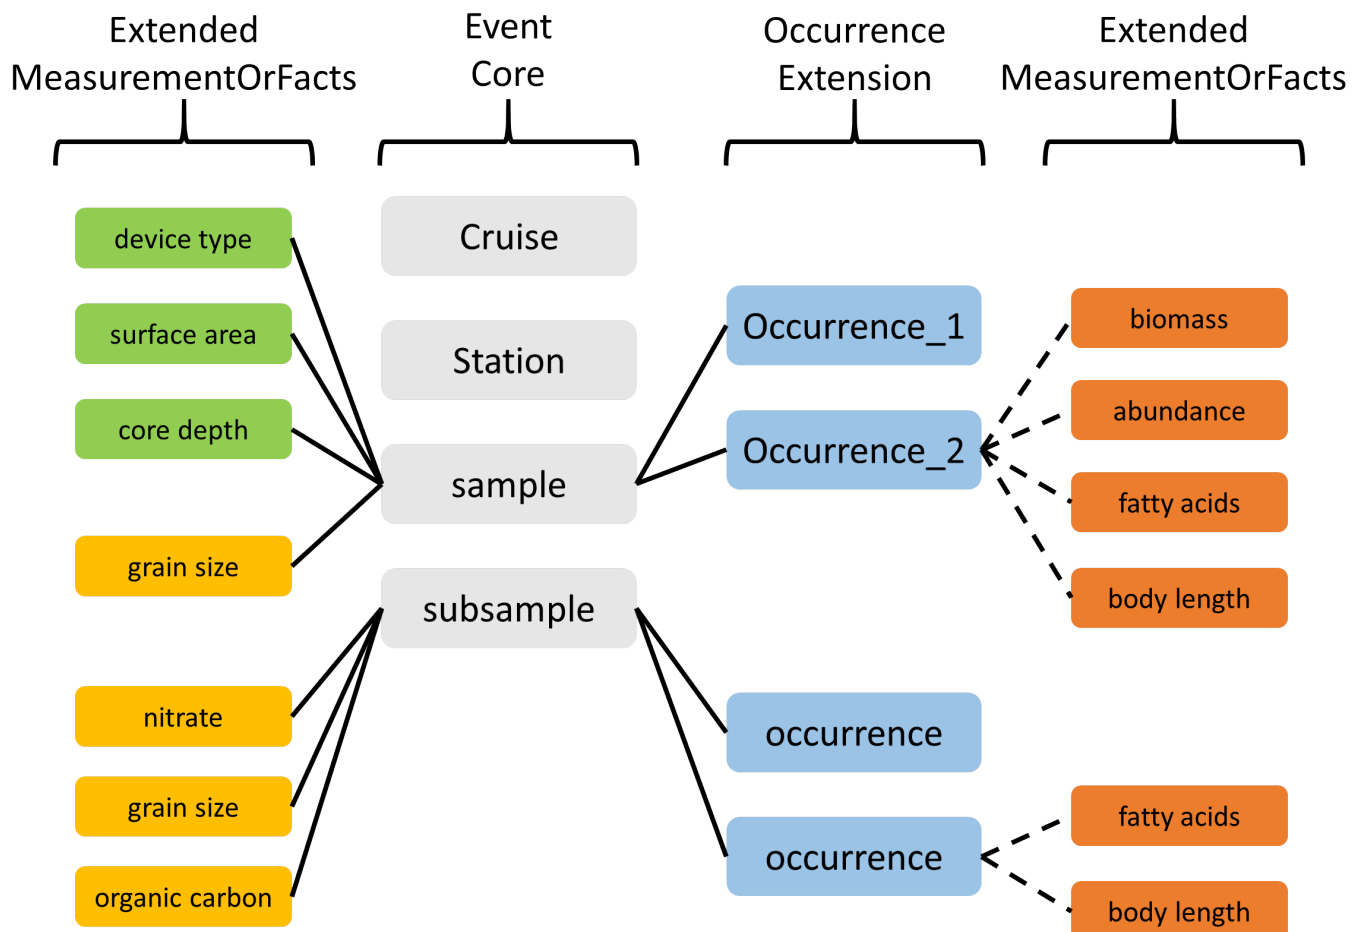 Extended
MeasurementOrFacts
Event
Core
Occurrence
Extension
Extended
MeasurementOrFacts
device type
surface area
core depth
grain size
nitrate
grain size
organic carbon
Cruise
Station
sample
subsample
Occurrence_1
Occurrence_2
occurrence
occurrence
biomass
abundance
fatty acids
body length
fatty acids
body length